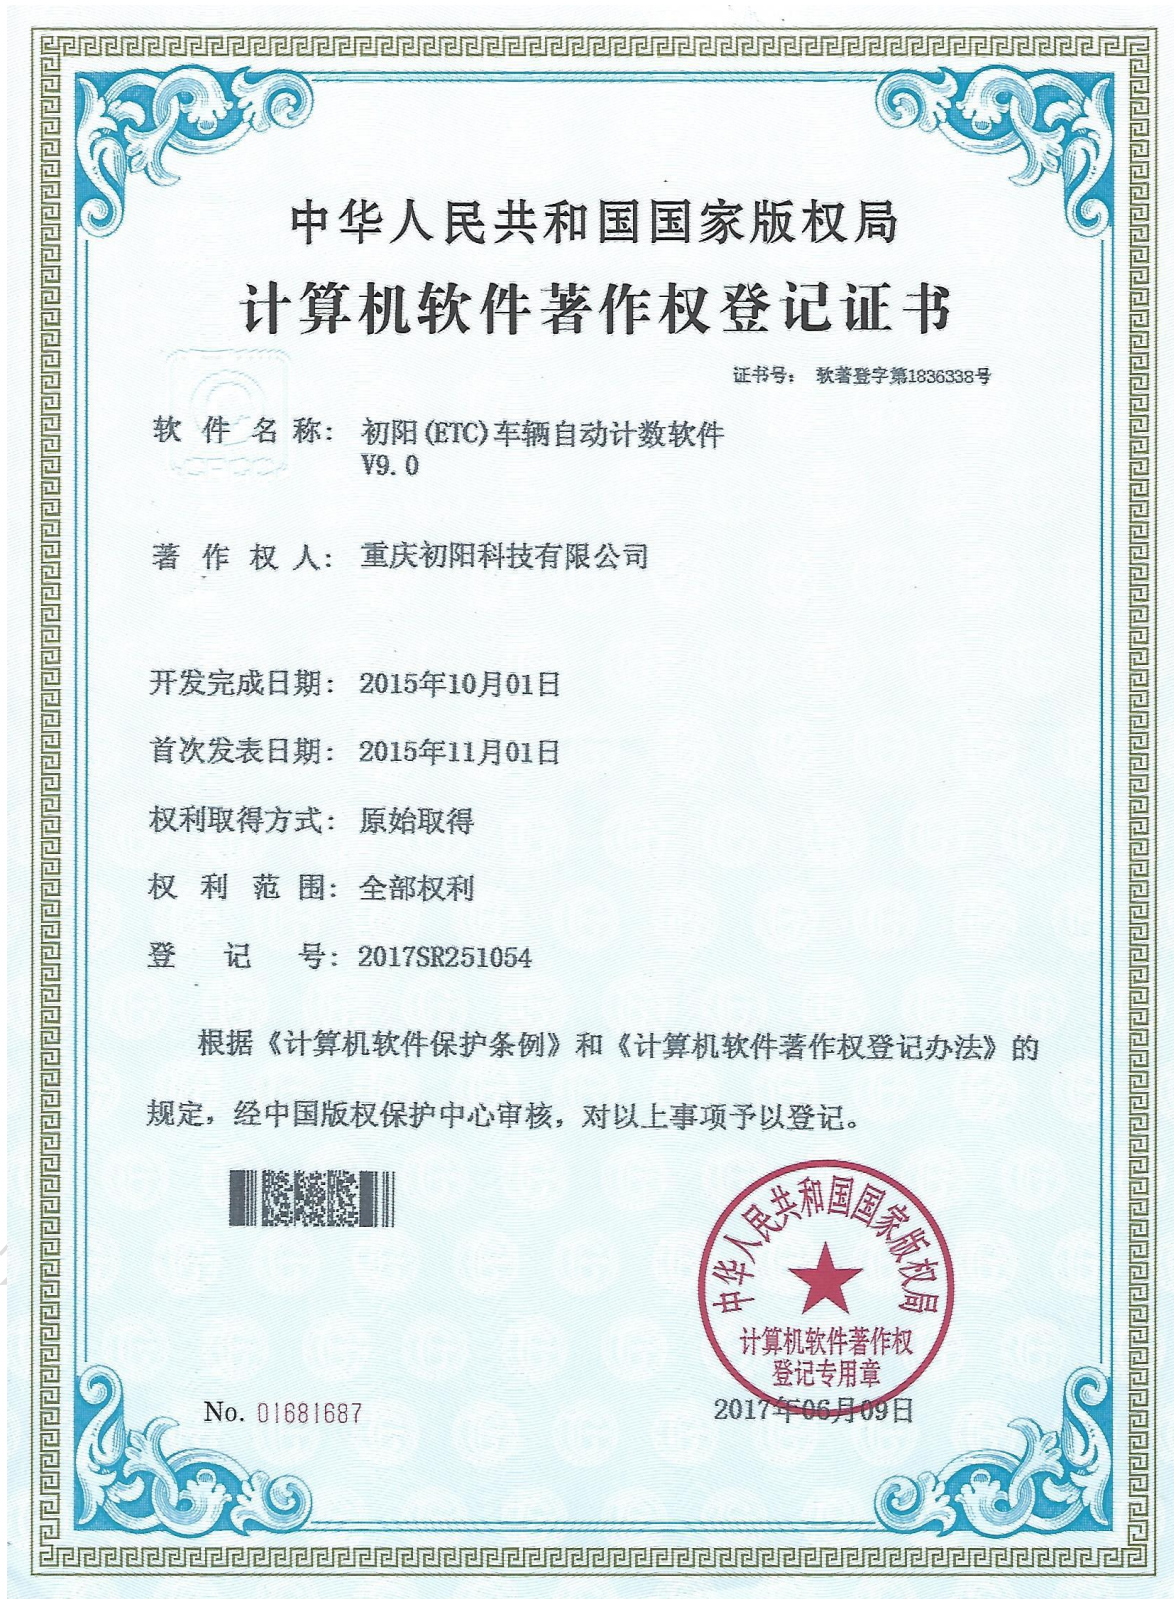 中华人民共和国国家版权局
计算机软件著作权登记证书
证书号： 软著登字第1836338号
软件名称： 初阳(ETC)车辆自动计数软件
V9.0
著作权人： 重庆初阳科技有限公司
开发完成日期： 2015年10月01日
首次发表日期： 2015年11月01日
权利取得方式： 原始取得
权利范围： 全部权利
登记号： 2017SR251054
根据《计算机软件保护条例》和《计算机软件著作权登记办法》的
规定，经中国版权保护中心审核，对以上事项予以登记。
中华人民共和国国家版权局
计算机软件著作权
登记专用章
No. 01681687
2017年06月09日